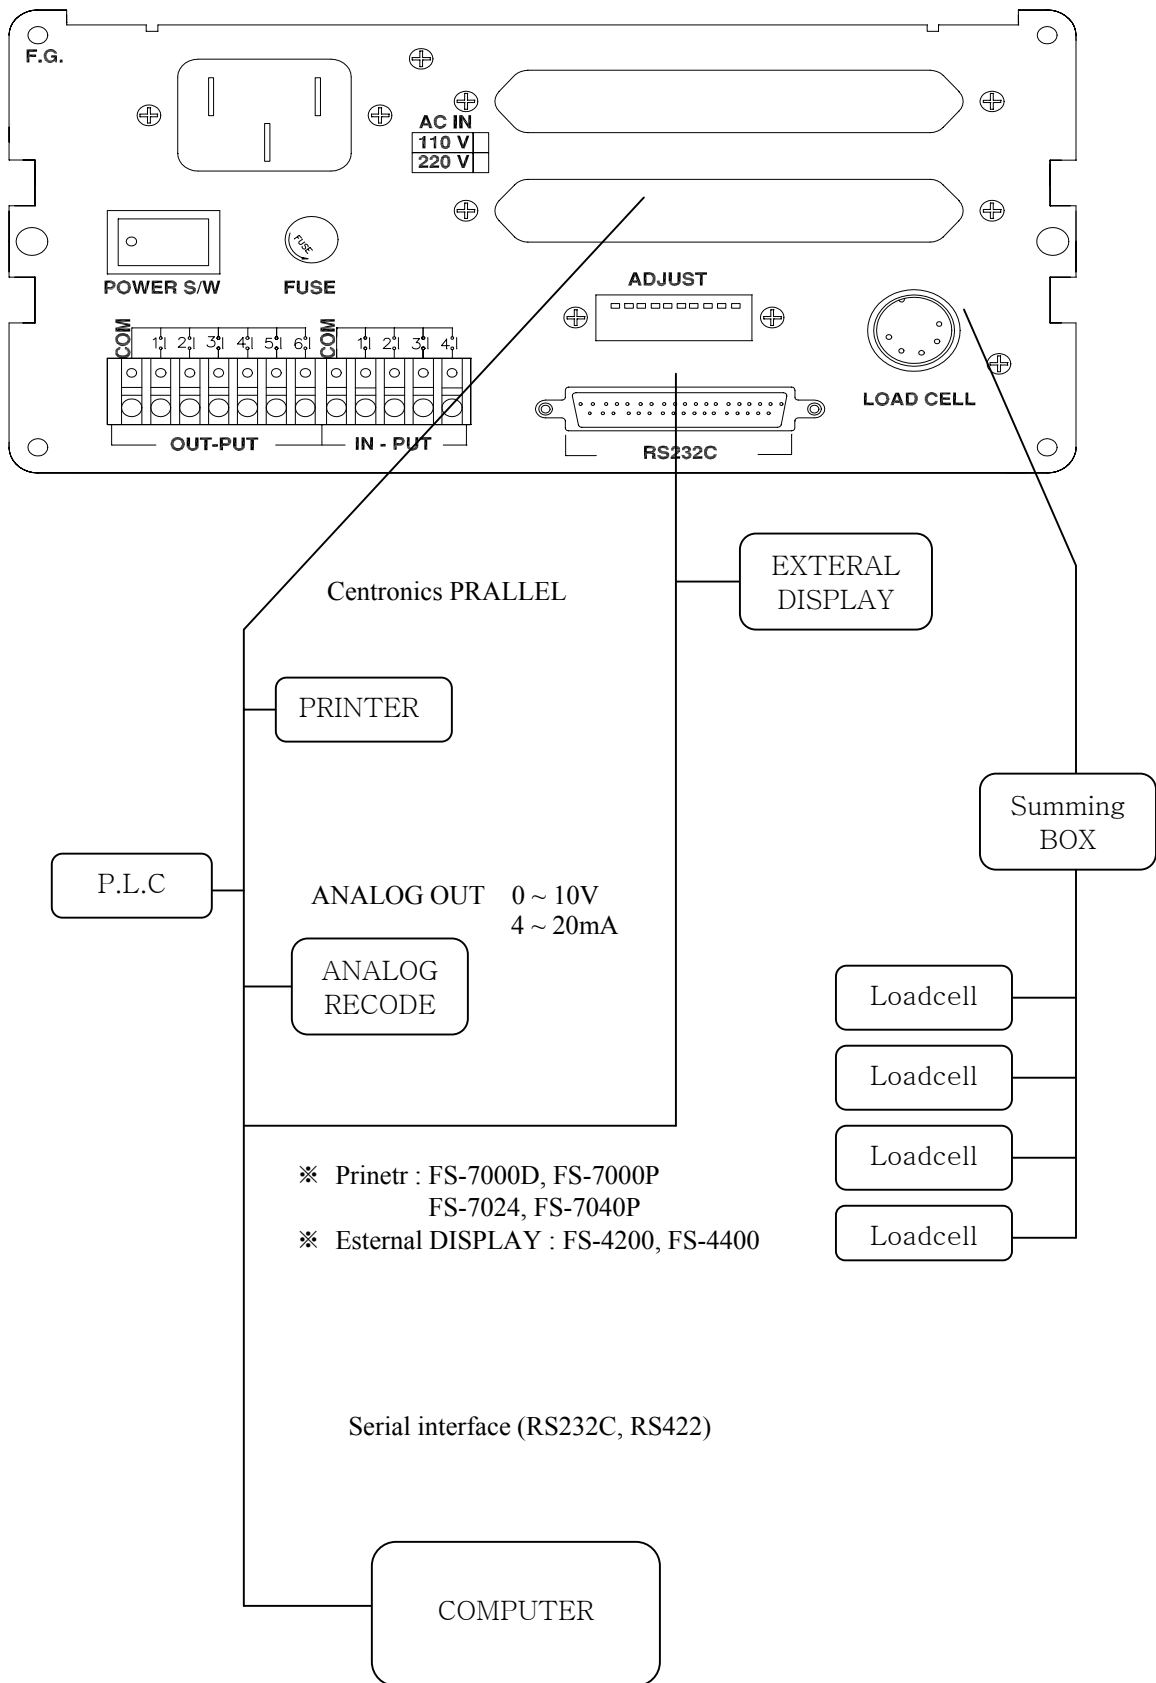 F.G.
AC IN
110 V
220 V
POWER S/W
FUSE
FUSE
ADJUST
LOAD CELL
COM 1 2 3 4 5 6 COM 1 2 3 4
OUT-PUT
IN - PUT
RS232C
EXTERAL
DISPLAY
Centronics PRALLEL
PRINTER
Summing
BOX
P.L.C
ANALOG OUT 0 ~ 10V
4 ~ 20mA
ANALOG
RECODE
Loadcell
Loadcell
Loadcell
Loadcell
※ Prinetr : FS-7000D, FS-7000P
FS-7024, FS-7040P
※ Esternal DISPLAY : FS-4200, FS-4400
Serial interface (RS232C, RS422)
COMPUTER